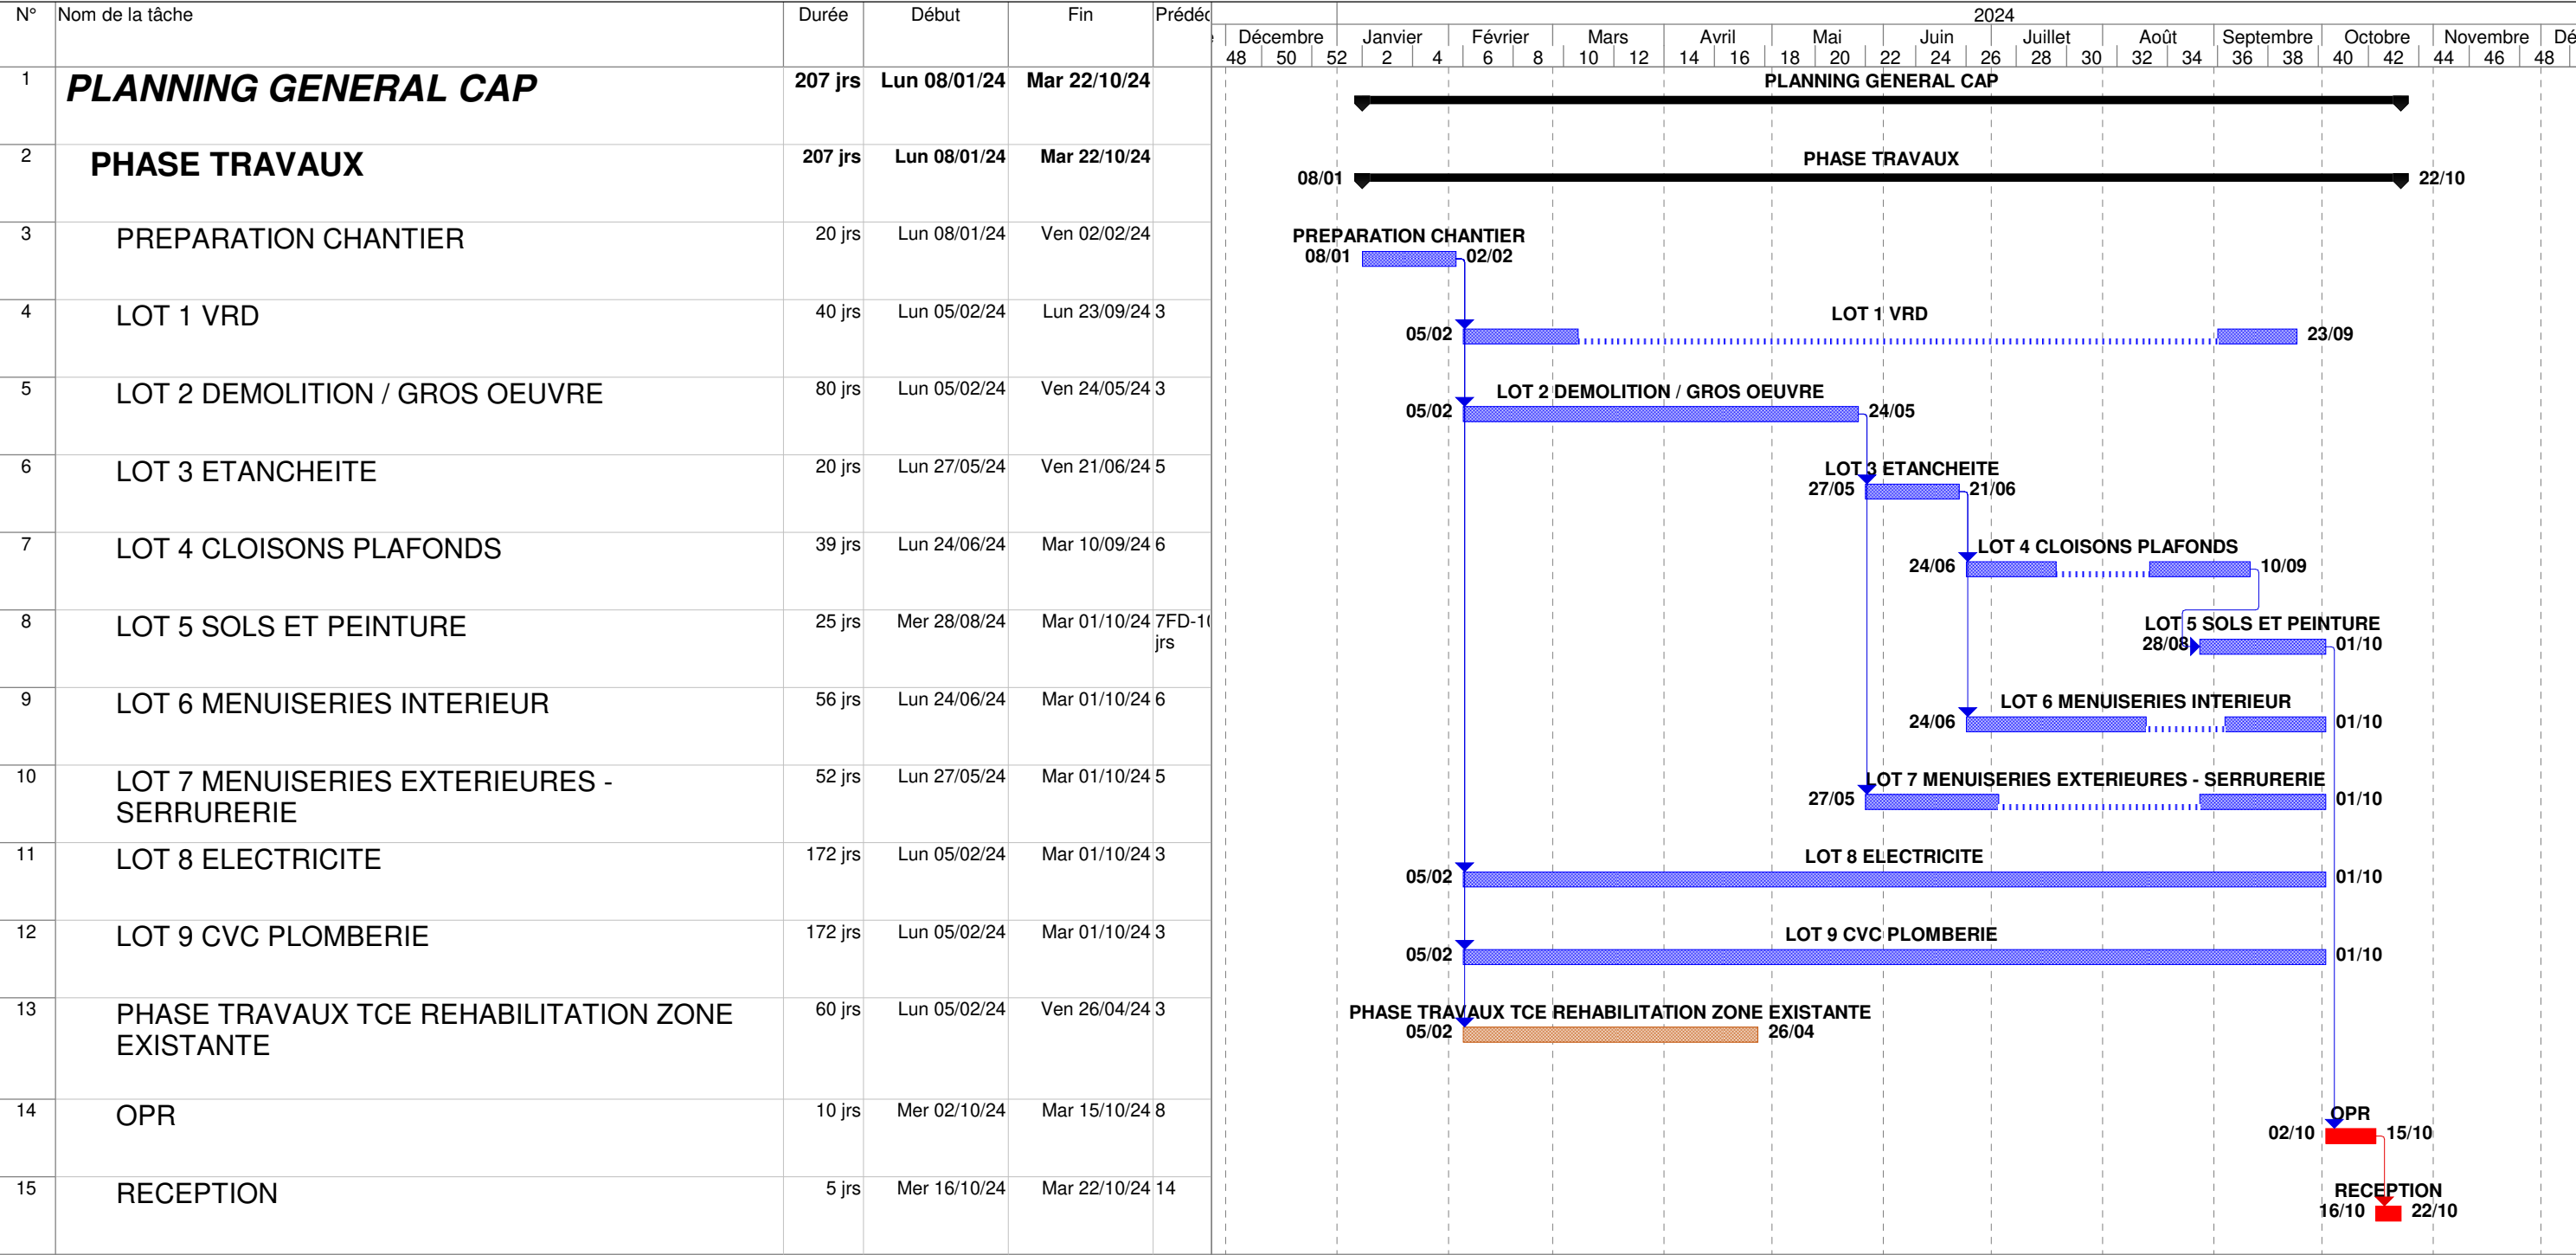 N° Nom de la tâche Durée Début Fin Prédéc 2024
Décembre Janvier Février Mars Avril Mai Juin Juillet Août Septembre Octobre Novembre Dé
48 50 52 2 4 6 8 10 12 14 16 18 20 22 24 26 28 30 32 34 36 38 40 42 44 46 48
1 PLANNING GENERAL CAP 207 jrs Lun 08/01/24 Mar 22/10/24 PLANNING GENERAL CAP
2 PHASE TRAVAUX 207 jrs Lun 08/01/24 Mar 22/10/24 PHASE TRAVAUX
08/01 22/10
3 PREPARATION CHANTIER 20 jrs Lun 08/01/24 Ven 02/02/24 PREPARATION CHANTIER
08/01 02/02
4 LOT 1 VRD 40 jrs Lun 05/02/24 Lun 23/09/24 3 LOT 1 VRD
05/02 23/09
5 LOT 2 DEMOLITION / GROS OEUVRE 80 jrs Lun 05/02/24 Ven 24/05/24 3 LOT 2 DEMOLITION / GROS OEUVRE
05/02 24/05
6 LOT 3 ETANCHEITE 20 jrs Lun 27/05/24 Ven 21/06/24 5 LOT 3 ETANCHEITE
27/05 21/06
7 LOT 4 CLOISONS PLAFONDS 39 jrs Lun 24/06/24 Mar 10/09/24 6 LOT 4 CLOISONS PLAFONDS
24/06 10/09
8 LOT 5 SOLS ET PEINTURE 25 jrs Mer 28/08/24 Mar 01/10/24 7FD-10 LOT 5 SOLS ET PEINTURE
jrs 28/08 01/10
9 LOT 6 MENUISERIES INTERIEUR 56 jrs Lun 24/06/24 Mar 01/10/24 6 LOT 6 MENUISERIES INTERIEUR
24/06 01/10
10 LOT 7 MENUISERIES EXTERIEURES - 52 jrs Lun 27/05/24 Mar 01/10/24 5 LOT 7 MENUISERIES EXTERIEURES - SERRURERIE
SERRURERIE 27/05 01/10
11 LOT 8 ELECTRICITE 172 jrs Lun 05/02/24 Mar 01/10/24 3 LOT 8 ELECTRICITE
05/02 01/10
12 LOT 9 CVC PLOMBERIE 172 jrs Lun 05/02/24 Mar 01/10/24 3 LOT 9 CVC PLOMBERIE
05/02 01/10
13 PHASE TRAVAUX TCE REHABILITATION ZONE 60 jrs Lun 05/02/24 Ven 26/04/24 3 PHASE TRAVAUX TCE REHABILITATION ZONE EXISTANTE
EXISTANTE 05/02 26/04
14 OPR 10 jrs Mer 02/10/24 Mar 15/10/24 8 OPR
02/10 15/10
15 RECEPTION 5 jrs Mer 16/10/24 Mar 22/10/24 14 RECEPTION
16/10 22/10